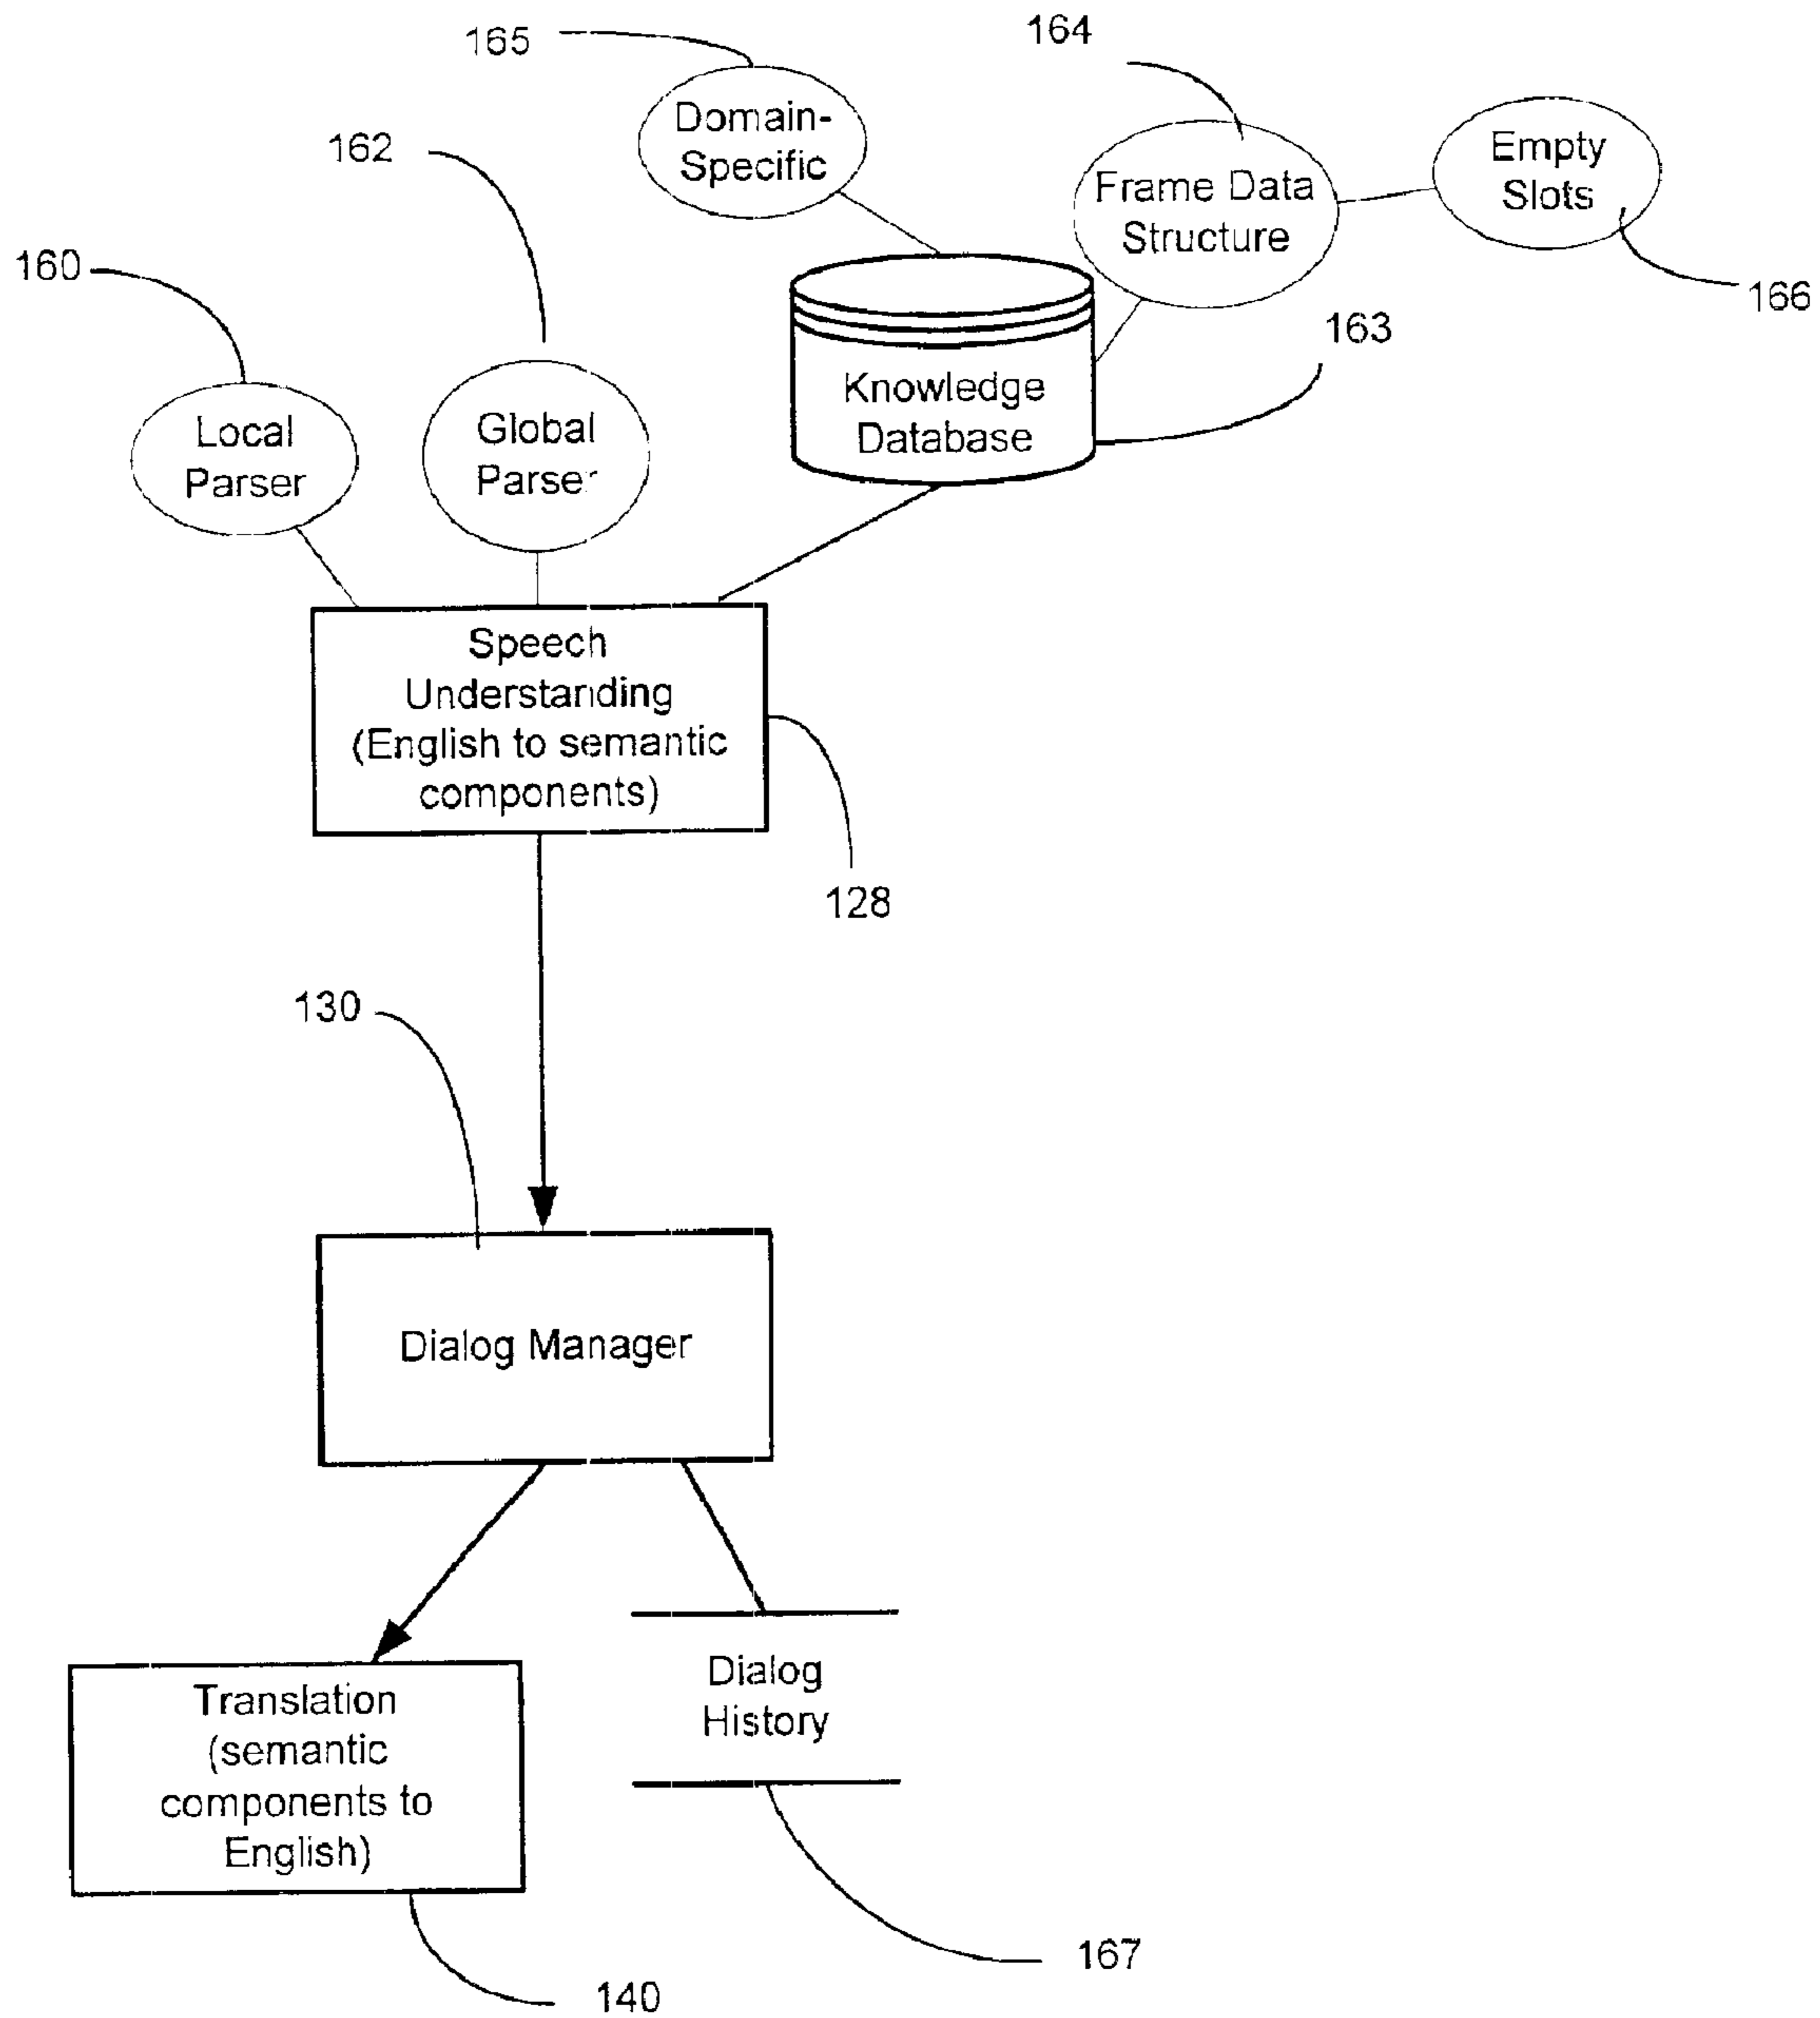 164
165
Domain-
Specific
162
Empty
Slots
Frame Data
Structure
160
166
163
Knowledge
Database
Local
Parser
Global
Parser
Speech
Understanding
(English to semantic
components)
128
130
Dialog Manager
Dialog
History
Translation
(semantic
components to
English)
167
140